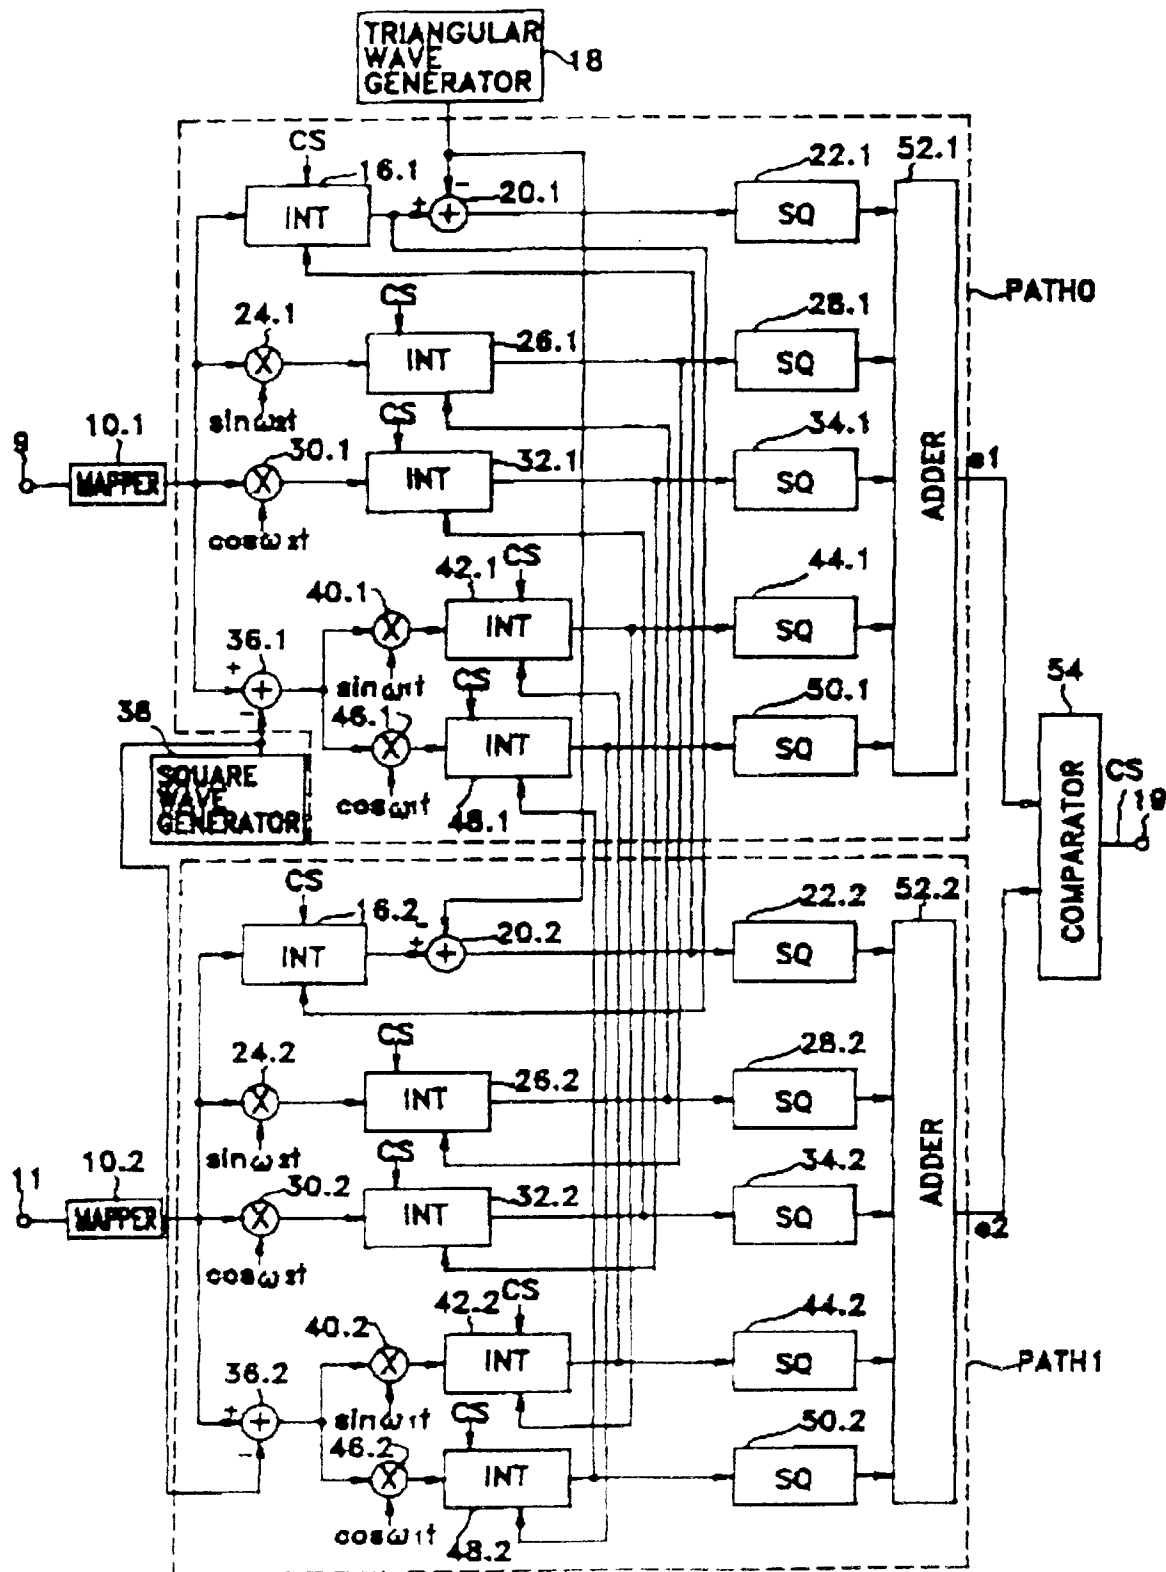 TRIANGULAR
WAVE
GENERATOR
18
CS
16.1
INT
-
+
20.1
22.1
SQ
52.1
ADDER
PATH0
24.1
sinω2t
CS
INT
26.1
28.1
SQ
9
10.1
MAPPER
30.1
cosω2t
CS
INT
32.1
34.1
SQ
e1
36.1
+
-
40.1
sinω1t
42.1
CS
INT
44.1
SQ
46.1
cosω1t
CS
INT
48.1
50.1
SQ
38
SQUARE
WAVE
GENERATOR
54
COMPARATOR
CS
19
CS
16.2
INT
-
+
20.2
22.2
SQ
52.2
ADDER
24.2
sinω2t
CS
INT
26.2
28.2
SQ
11
10.2
MAPPER
30.2
cosω2t
CS
INT
32.2
34.2
SQ
e2
36.2
+
-
40.2
sinω1t
42.2
CS
INT
44.2
SQ
PATH1
46.2
cosω1t
CS
INT
48.2
50.2
SQ